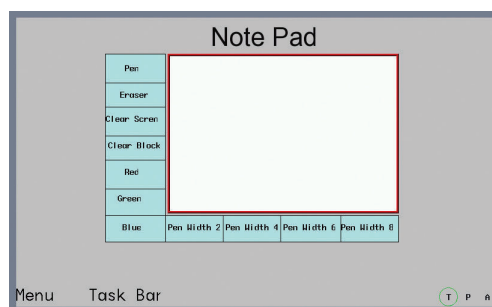 Note Pad
Pen
Eraser
Clear Scren
Clear Block
Red
Green
Blue Pen Width 2 Pen Width 4 Pen Width 6 Pen Width 8
Menu Task Bar T P A